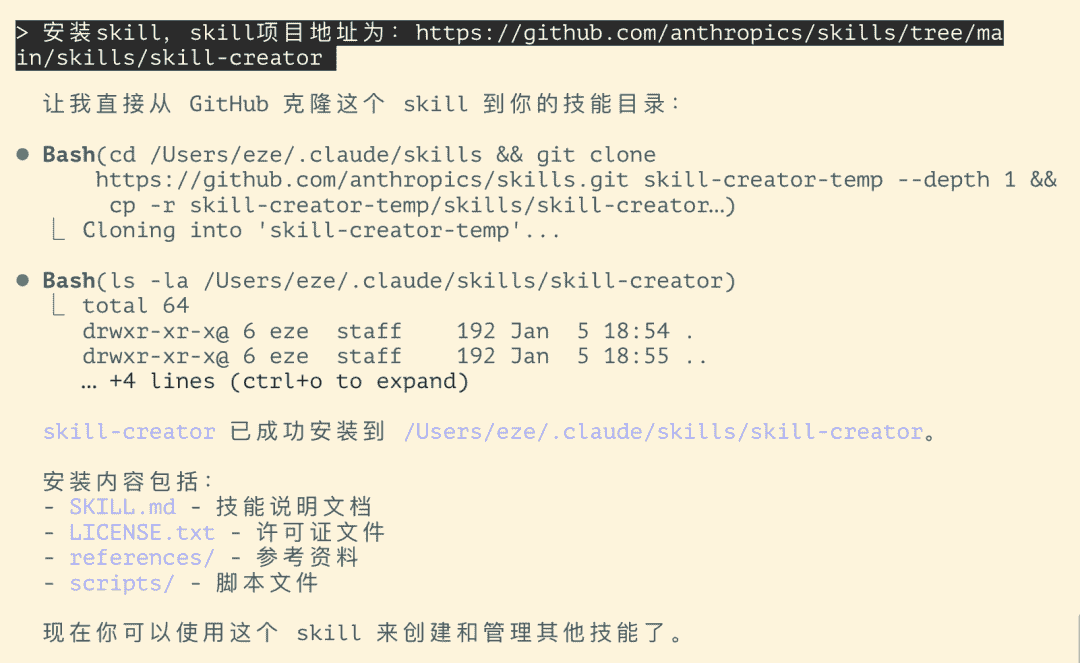 > 安装skill, skill项目地址为: https://github.com/anthropics/skills/tree/ma
in/skills/skill-creator
让我直接从 GitHub 克隆这个 skill 到你的技能目录:
● Bash(cd /Users/eze/.claude/skills && git clone
https://github.com/anthropics/skills.git skill-creator-temp --depth 1 &&
cp -r skill-creator-temp/skills/skill-creator…)
⎿ Cloning into 'skill-creator-temp'...
● Bash(ls -la /Users/eze/.claude/skills/skill-creator)
⎿ total 64
drwxr-xr-x@ 6 eze  staff    192 Jan  5 18:54 .
drwxr-xr-x@ 6 eze  staff    192 Jan  5 18:55 ..
… +4 lines (ctrl+o to expand)
skill-creator 已成功安装到 /Users/eze/.claude/skills/skill-creator。
安装内容包括:
- SKILL.md - 技能说明文档
- LICENSE.txt - 许可证文件
- references/ - 参考资料
- scripts/ - 脚本文件
现在你可以使用这个 skill 来创建和管理其他技能了。